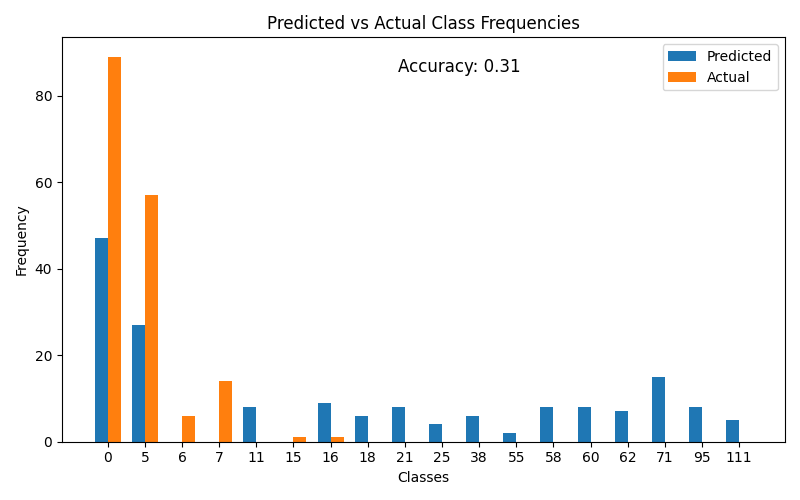 Predicted vs Actual Class Frequencies
Accuracy: 0.31
Predicted
Actual
Frequency
80
60
40
20
0
0 5 6 7 11 15 16 18 21 25 38 55 58 60 62 71 95 111
Classes